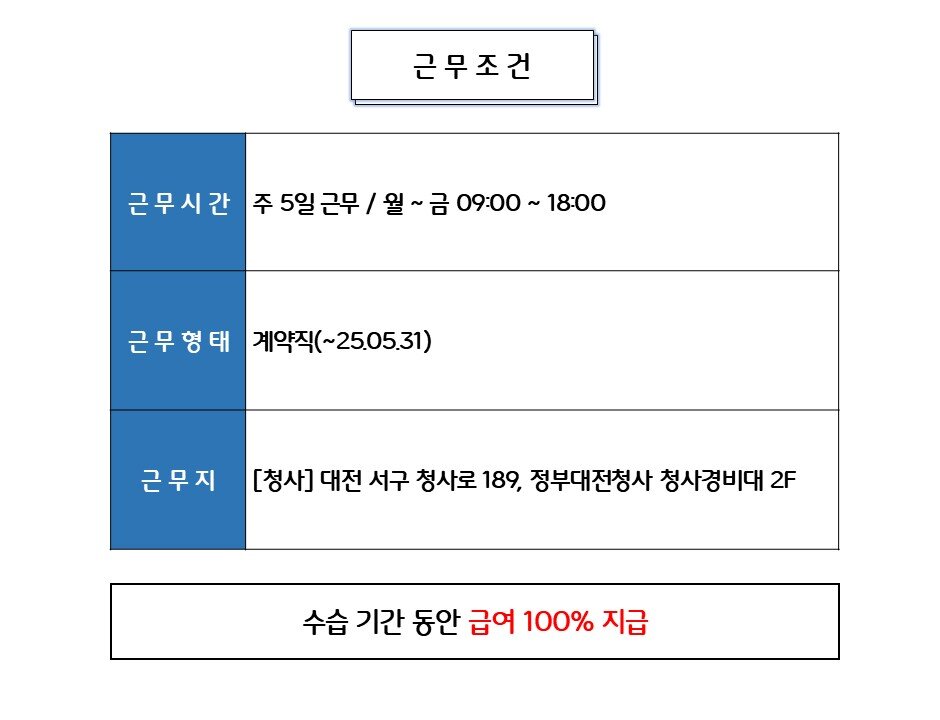 근 무 조 건
근 무 시 간 주 5일 근무 / 월 ~ 금 09:00 ~ 18:00
근 무 형 태 계약직(~25.05.31)
근 무 지 [청사] 대전 서구 청사로 189, 정부대전청사 청사경비대 2F
수습 기간 동안 급여 100% 지급